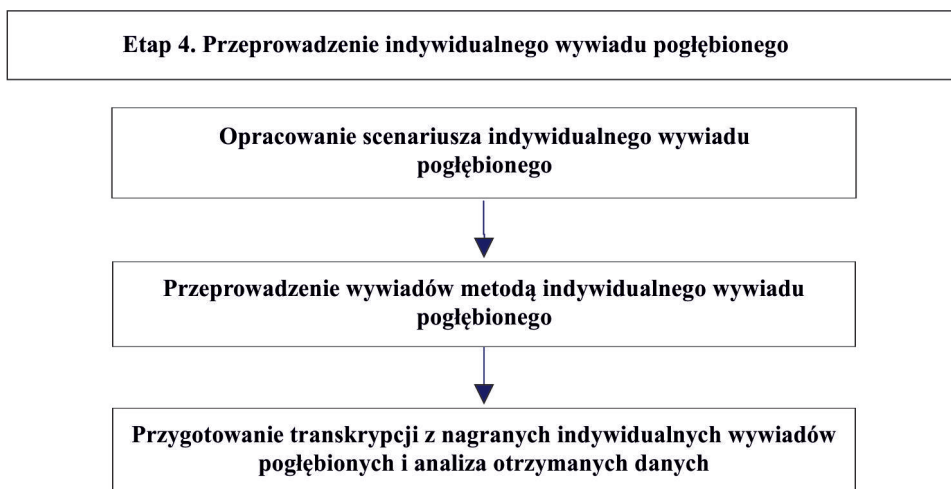 Etap 4. Przeprowadzenie indywidualnego wywiadu pogłębionego
Opracowanie scenariusza indywidualnego wywiadu
pogłębionego
Przeprowadzenie wywiadów metodą indywidualnego wywiadu
pogłębionego
Przygotowanie transkrypcji z nagranych indywidualnych wywiadów
pogłębionych i analiza otrzymanych danych